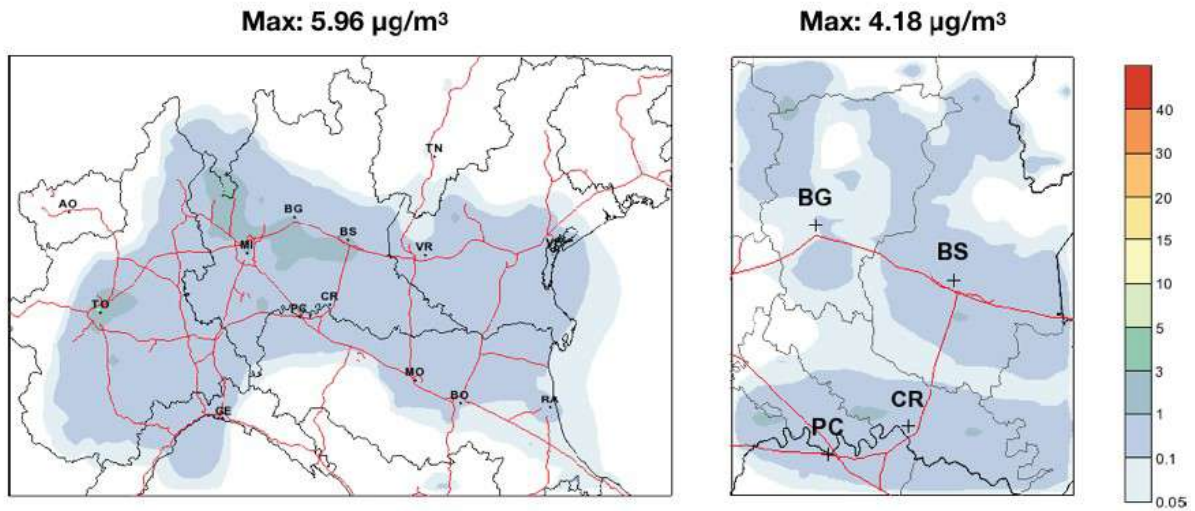 Max: 5.96 µg/m³
Max: 4.18 µg/m³
TN
AO
BG
MI
BS
VR
VE
TO
PC
CR
MO
GE
BO
RA
BG
BS
CR
PC
40
30
20
15
10
5
3
1
0.1
0.05